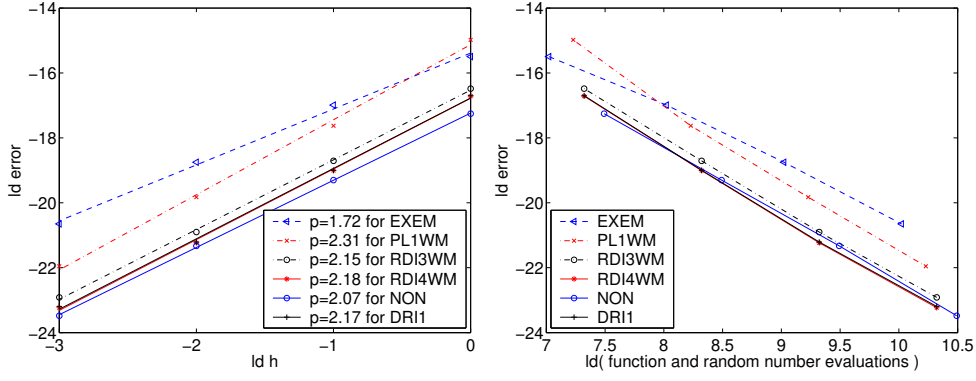 -14
-16
-18
-20
-22
-24
-3
-2
-1
0
ld error
ld h
p=1.72 for EXEM
p=2.31 for PL1WM
p=2.15 for RDI3WM
p=2.18 for RDI4WM
p=2.07 for NON
p=2.17 for DRI1
-14
-16
-18
-20
-22
-24
7
7.5
8
8.5
9
9.5
10
10.5
ld error
ld( function and random number evaluations )
EXEM
PL1WM
RDI3WM
RDI4WM
NON
DRI1